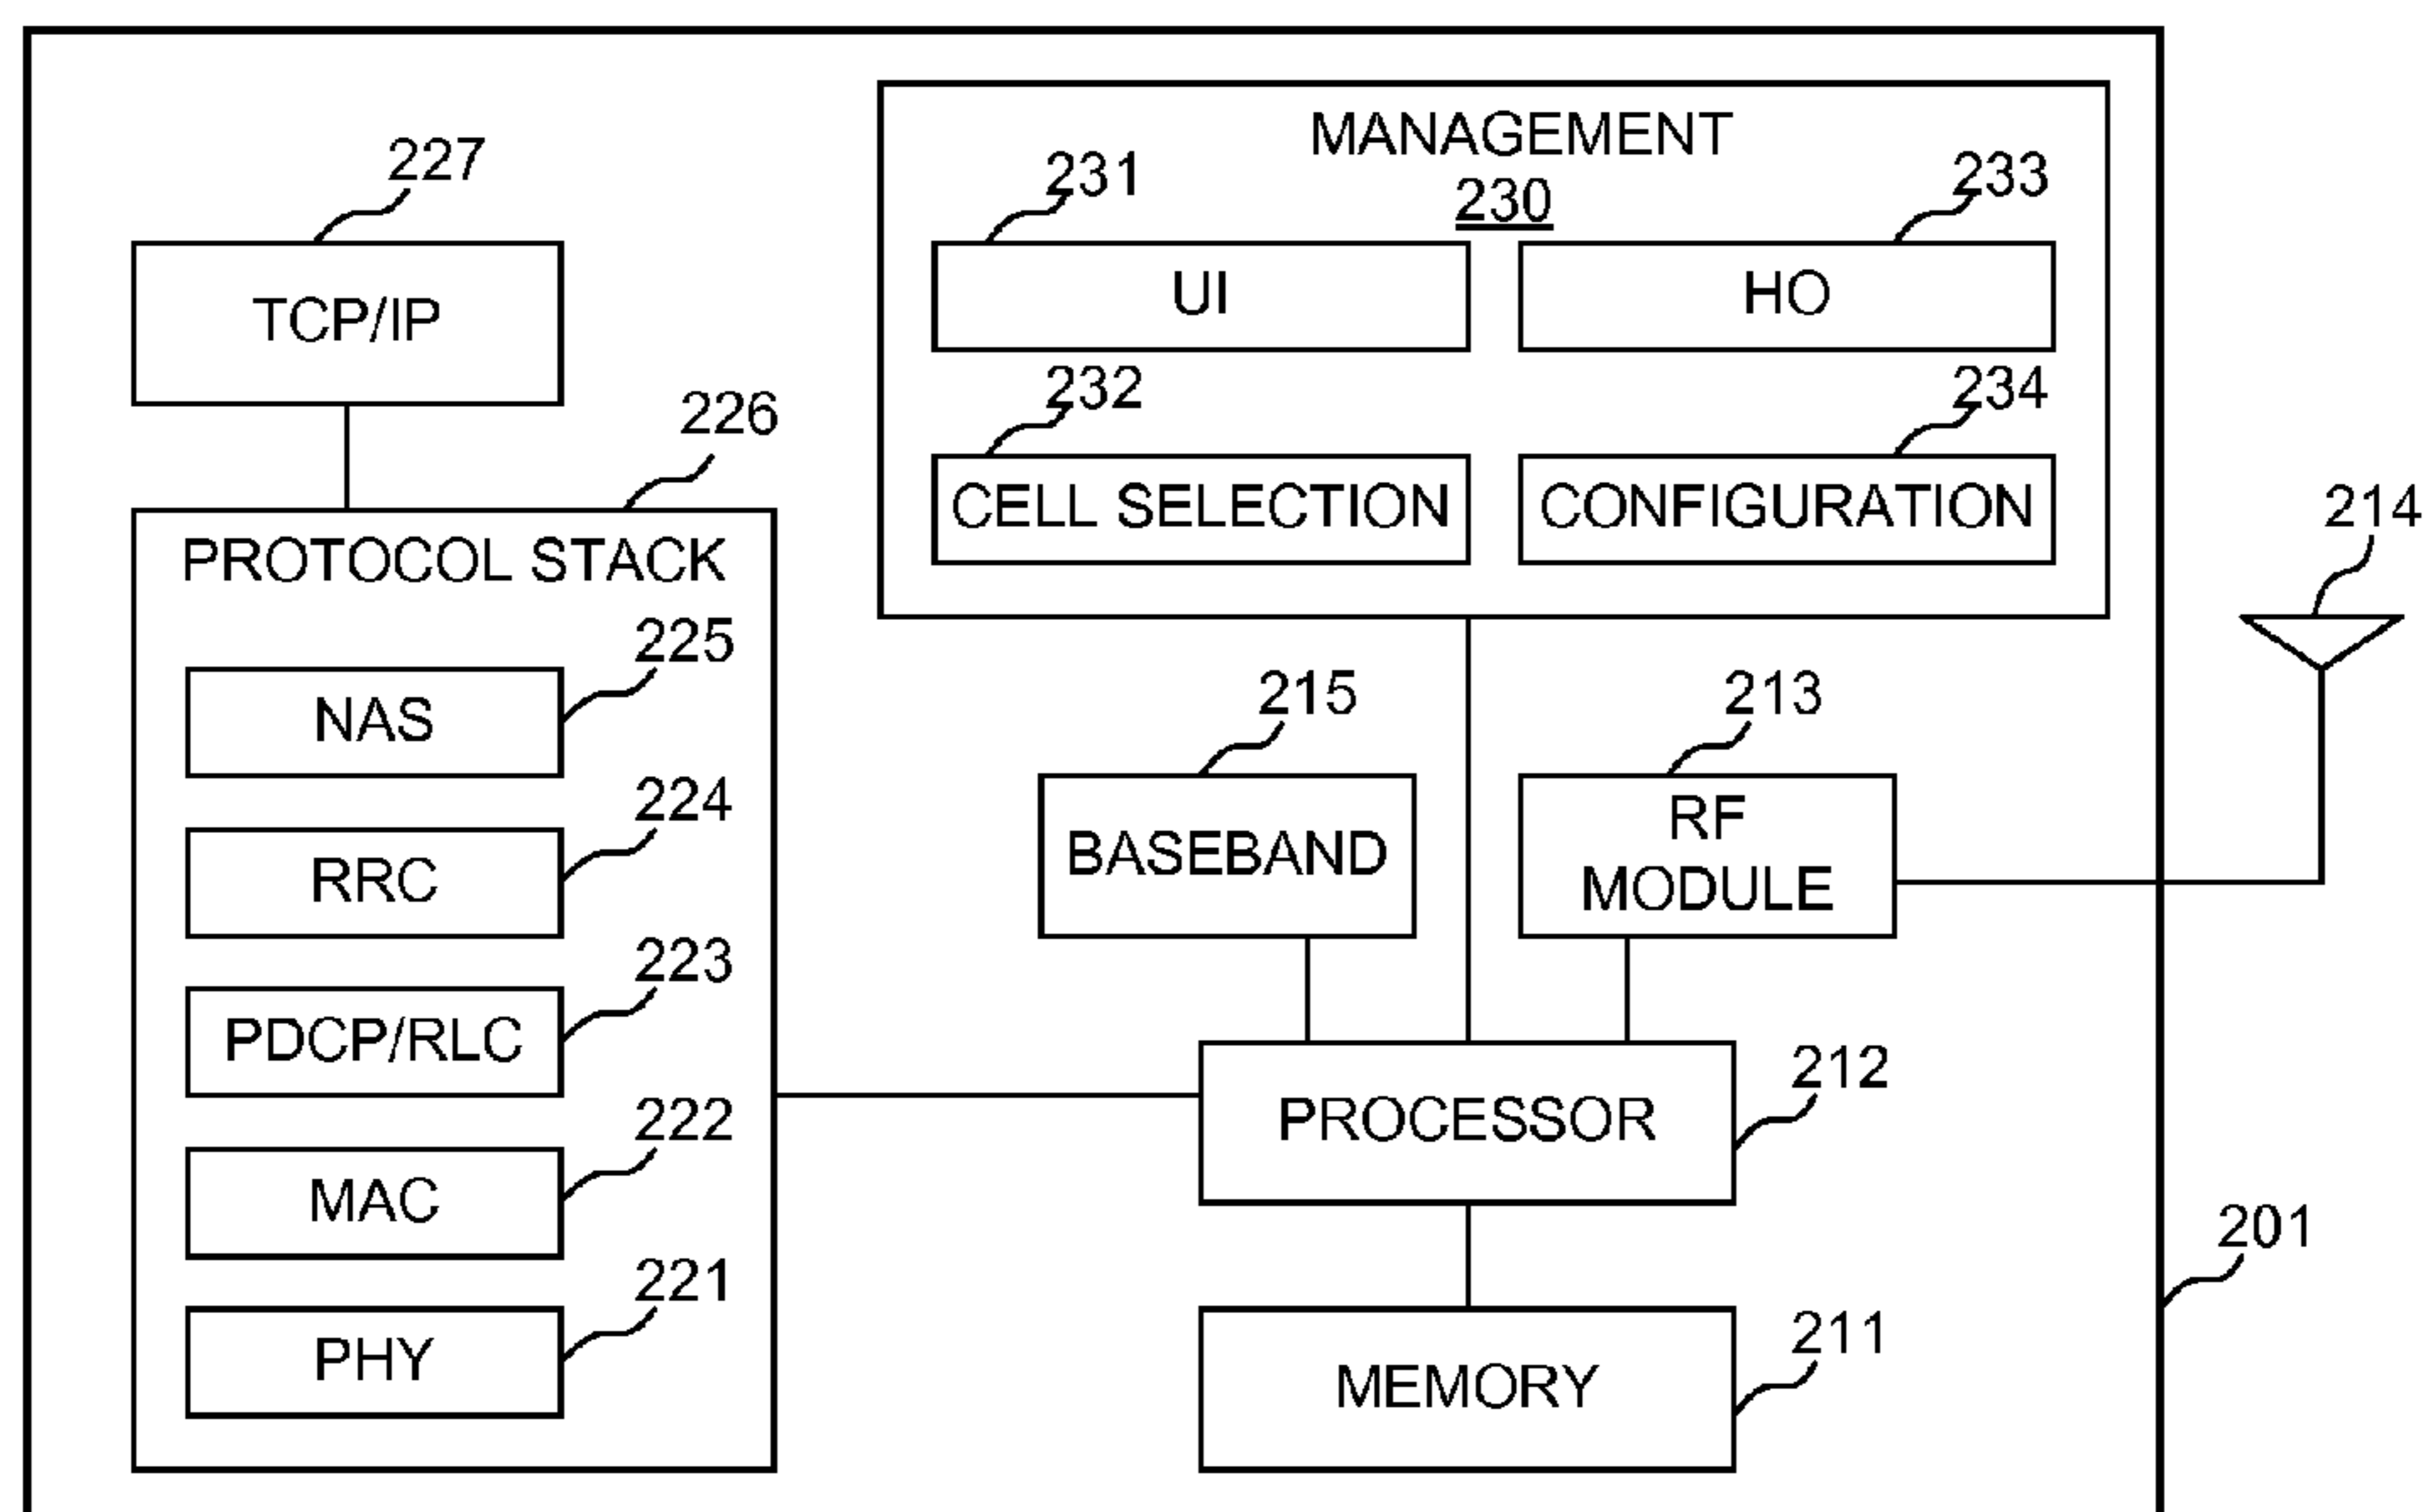 MANAGEMENT
230
231
UI
233
HO
232
CELL SELECTION
234
CONFIGURATION
227
TCP/IP
226
PROTOCOL STACK
225
NAS
224
RRC
223
PDCP/RLC
222
MAC
221
PHY
215
BASEBAND
213
RF
MODULE
214
212
PROCESSOR
211
MEMORY
201